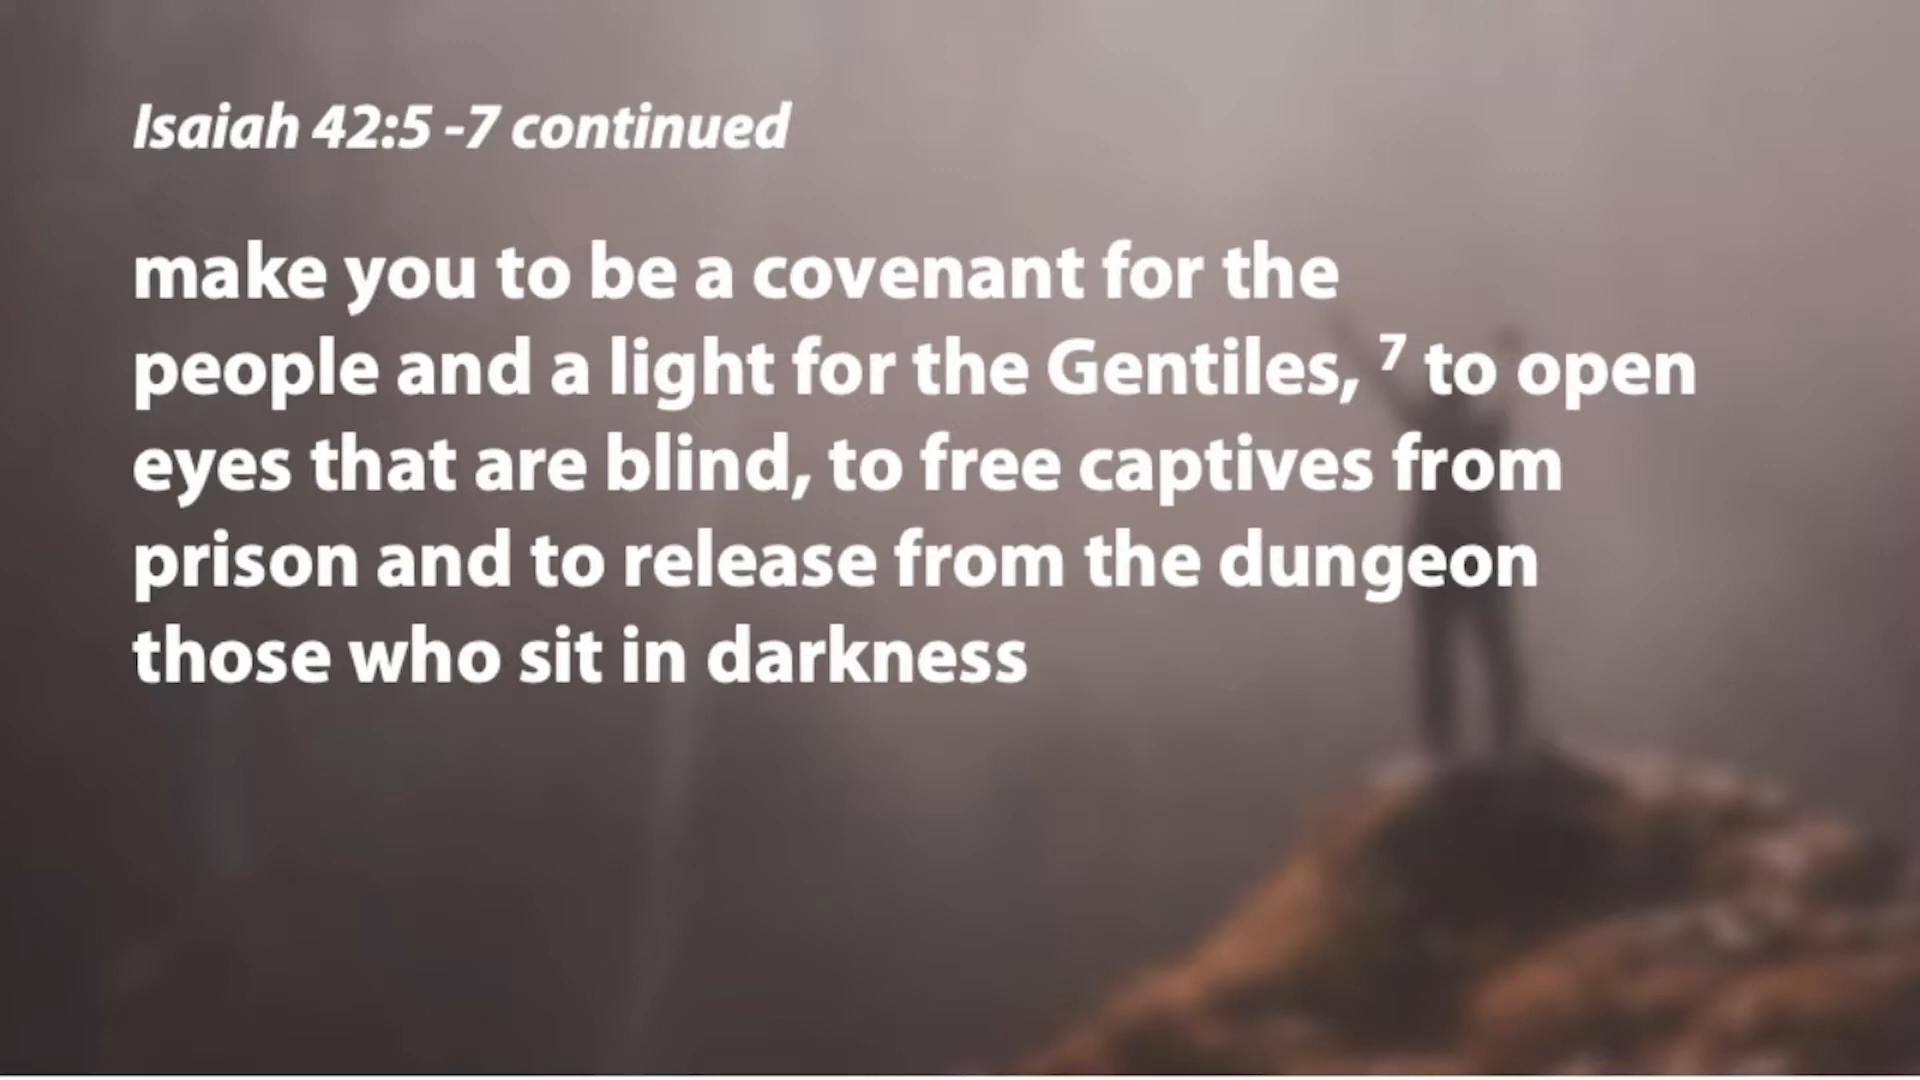 Isaiah 42:5 -7 continued
make you to be a covenant for the
people and a light for the Gentiles, ⁷ to open
eyes that are blind, to free captives from
prison and to release from the dungeon
those who sit in darkness